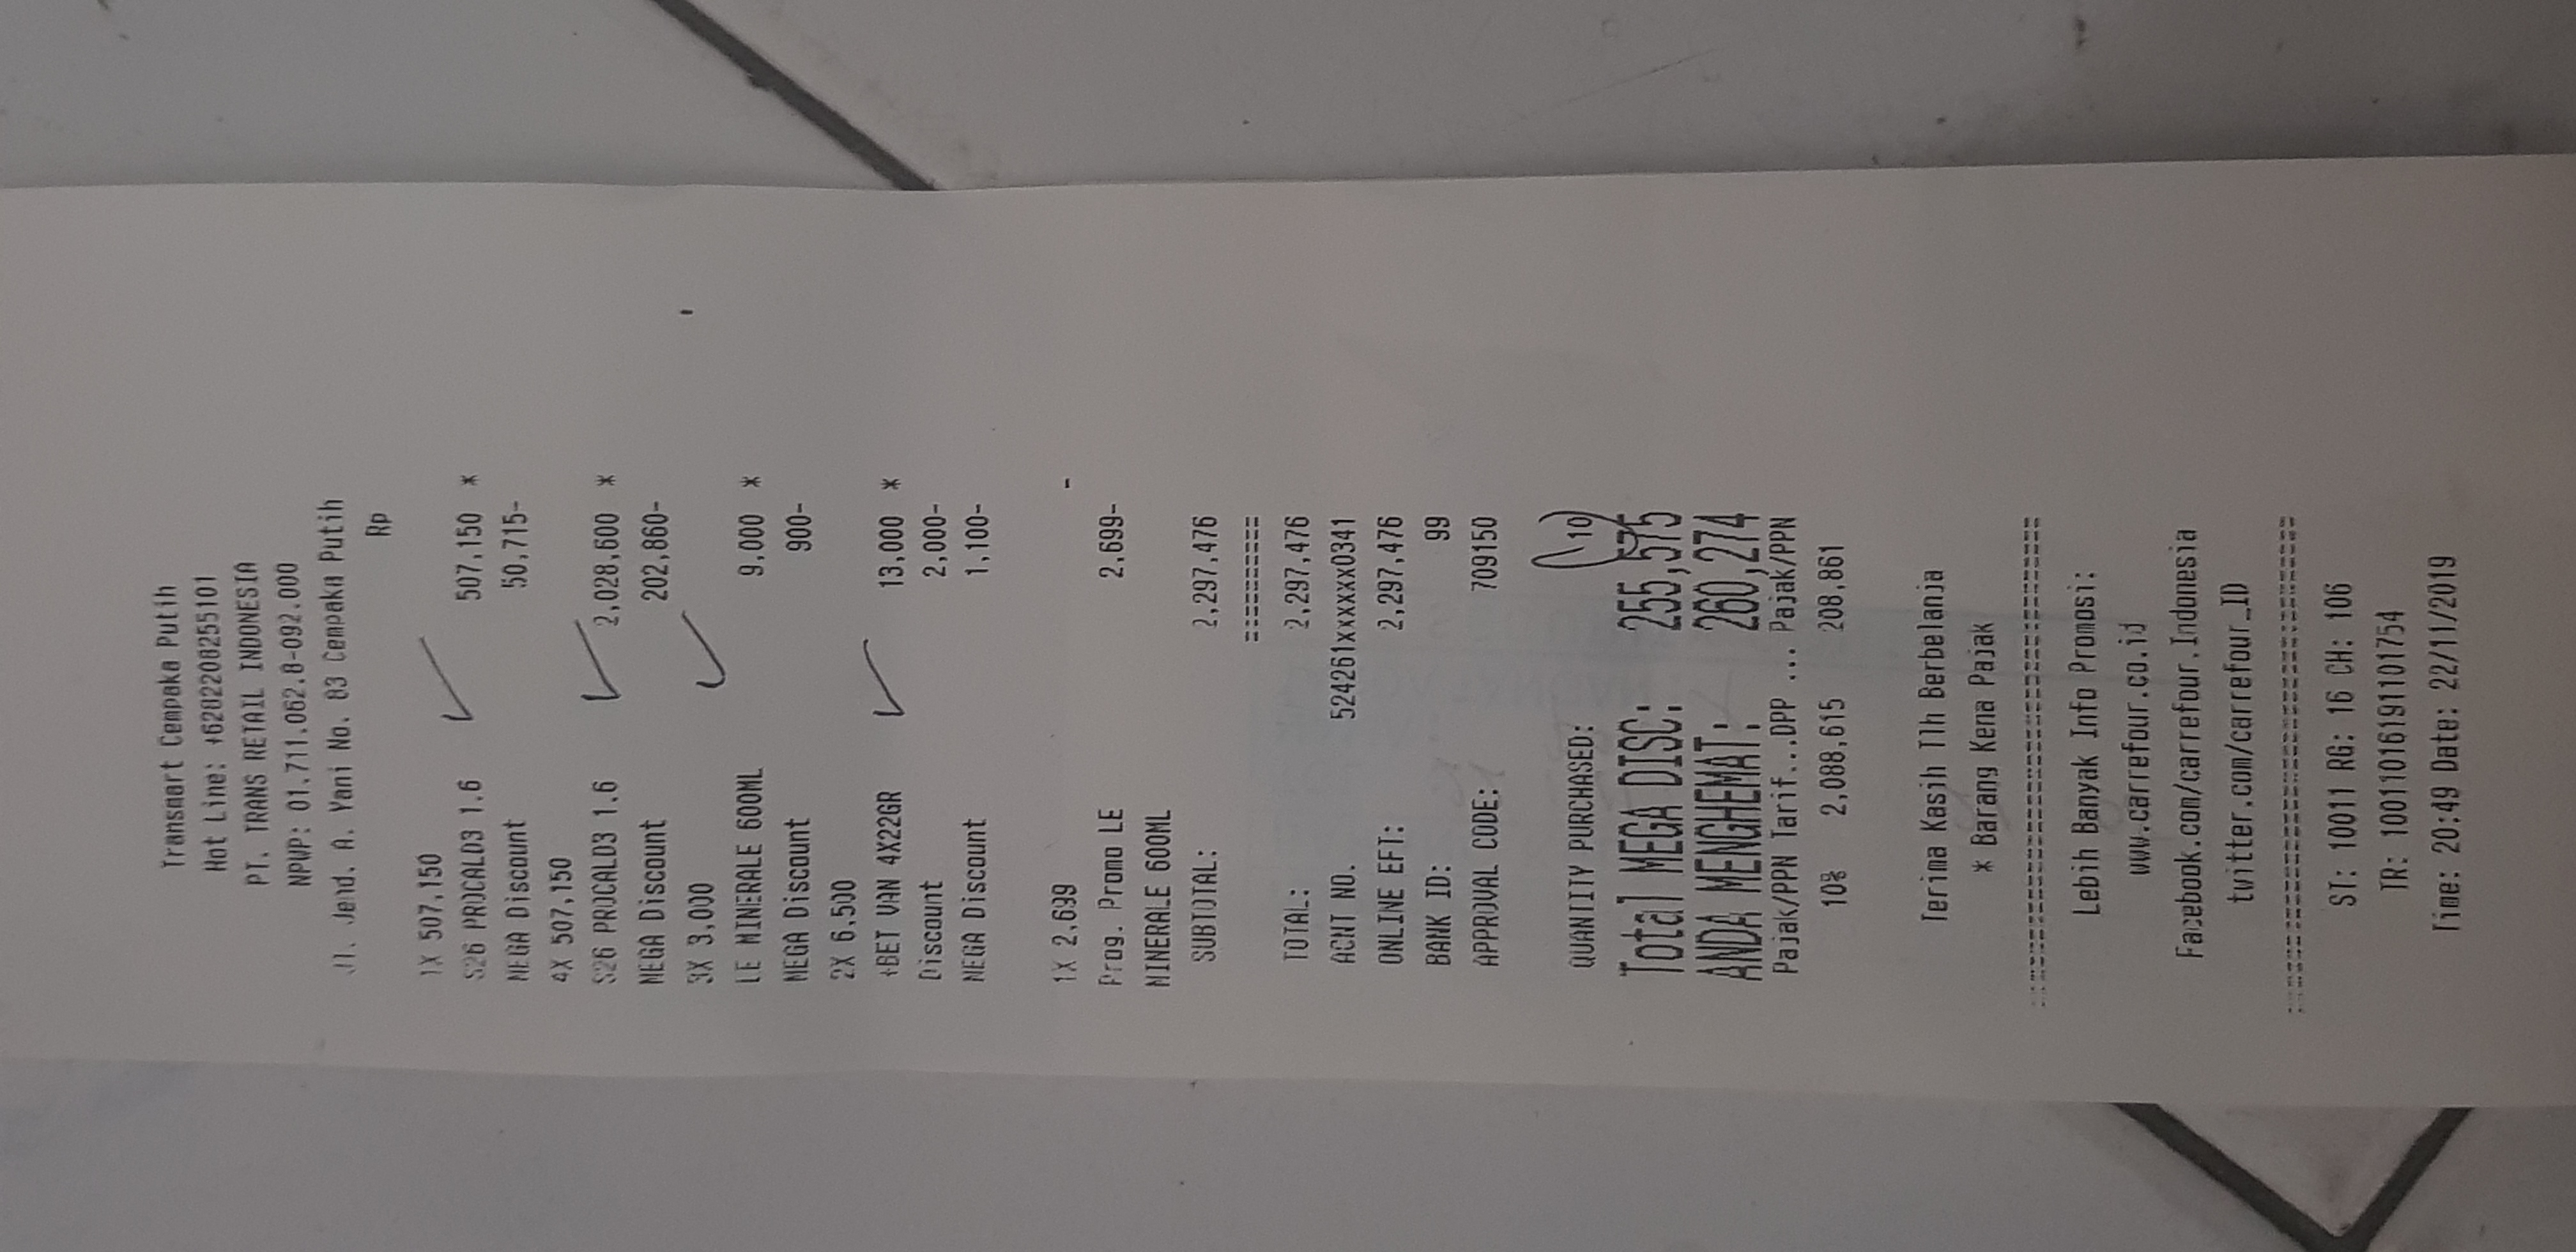 Transmart Cempaka Putih
Hot Line: +6282208255101
PT. TRANS RETAIL INDONESIA
NPWP: 01.711.062.8-092.000
Jl. Jend. A. Yani No. 83 Cempaka Putih
Rp
1X 507,150
S26 PROCALD3 1.6 507,150 *
MEGA Discount 50,715-
4X 507,150
S26 PROCALD3 1.6 2,028,600 *
MEGA Discount 202,860-
3X 3,000
LE MINERALE 600ML 9,000 *
MEGA Discount 900-
2X 6,500
+BET VAN 4X22GR 13,000 *
Discount 2,000-
MEGA Discount 1,100-
1X 2,699 -
Prog. Promo LE 2,699-
MINERALE 600ML
SUBTOTAL: 2,297,476
==========
TOTAL: 2,297,476
ACNT NO. 524261xxxxxx0341
ONLINE EFT: 2,297,476
BANK ID: 99
APPROVAL CODE: 709150
QUANTITY PURCHASED: 10
Total MEGA DISC: 255,575
ANDA MENGHEMAT: 260,274
Pajak/PPN Tarif...DPP ... Pajak/PPN
10% 2,088,615 208,861
Terima Kasih Tlh Berbelanja
* Barang Kena Pajak
=======================================
Lebih Banyak Info Promosi:
www.carrefour.co.id
Facebook.com/carrefour.Indonesia
twitter.com/carrefour_ID
=======================================
ST: 10011 RG: 16 CH: 106
TR: 10011016191101754
Time: 20:49 Date: 22/11/2019